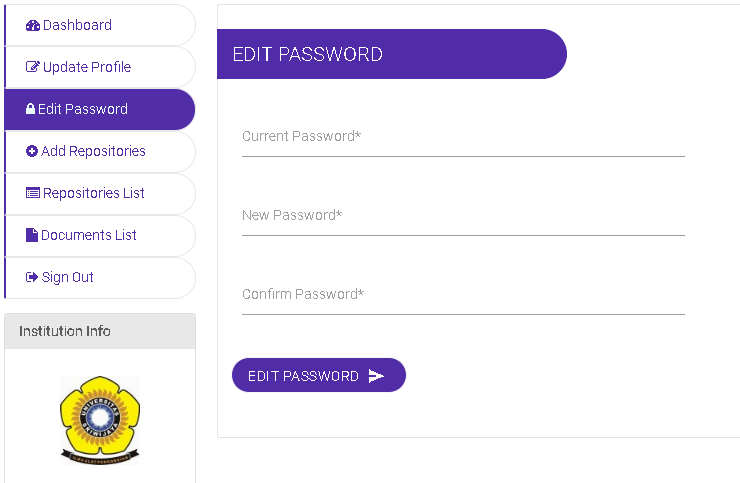 Dashboard
Update Profile
Edit Password
Add Repositories
Repositories List
Documents List
Sign Out
Institution Info
UNIVERSITAS
SRIWIJAYA
EDIT PASSWORD
Current Password*
New Password*
Confirm Password*
EDIT PASSWORD